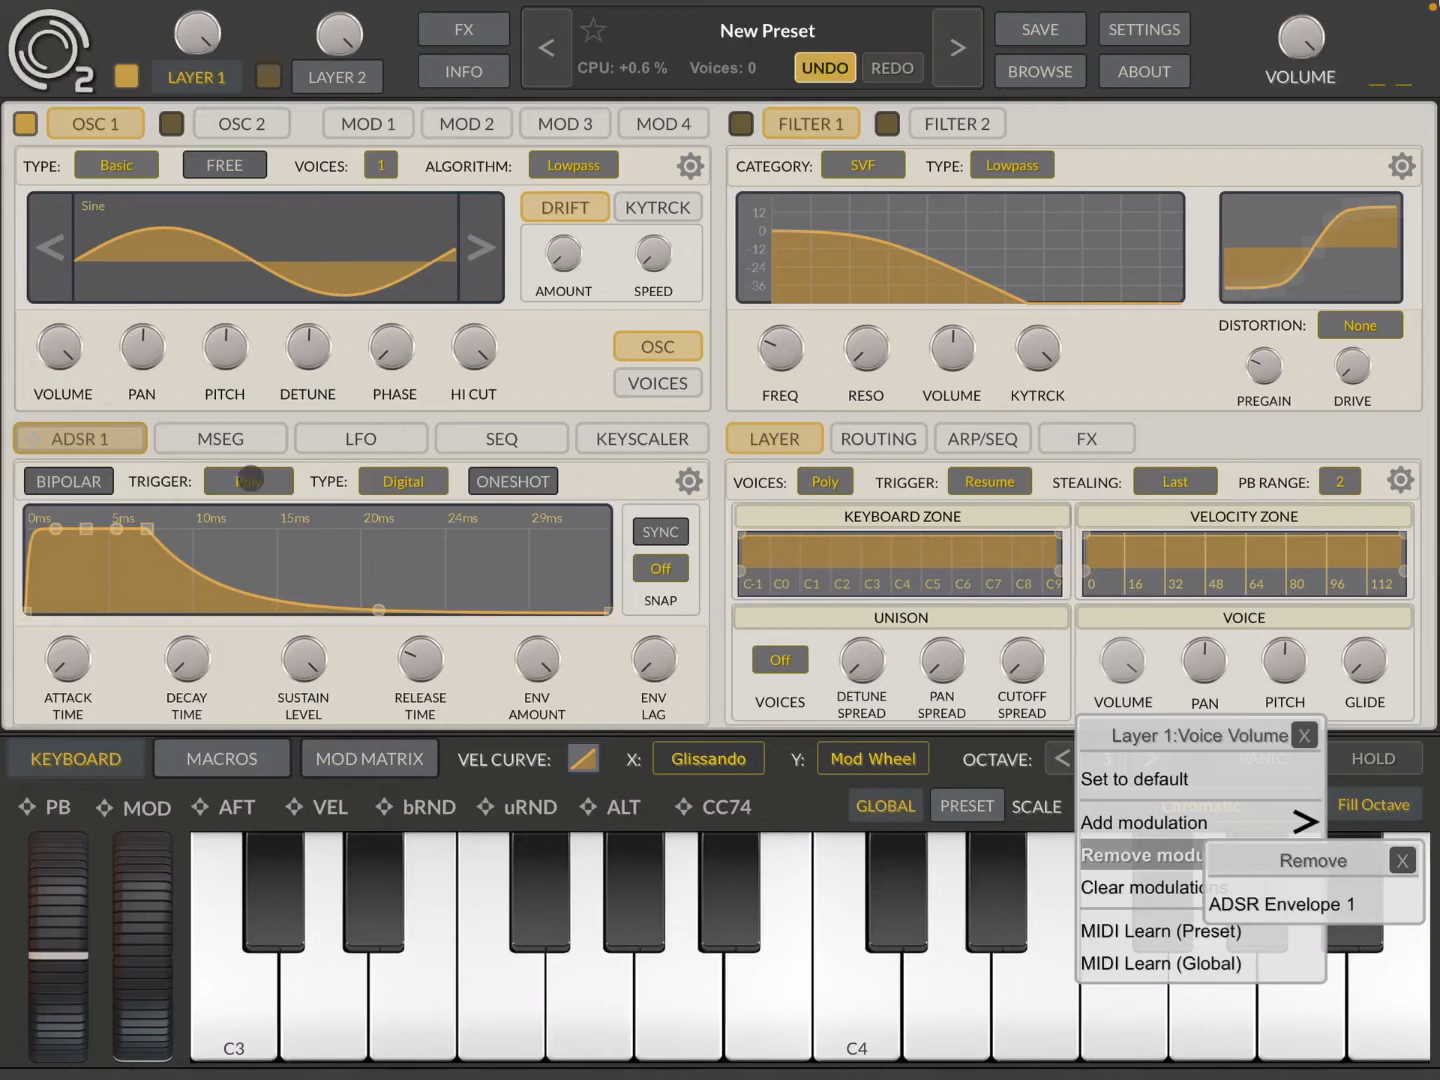 2
LAYER 1
LAYER 2
FX
INFO
<
New Preset
CPU: +0.6 %
Voices: 0
UNDO
REDO
>
SAVE
SETTINGS
BROWSE
ABOUT
VOLUME
OSC 1
OSC 2
MOD 1
MOD 2
MOD 3
MOD 4
TYPE:
Basic
FREE
VOICES:
1
ALGORITHM:
Lowpass
Sine
DRIFT
KYTRCK
AMOUNT
SPEED
VOLUME
PAN
PITCH
DETUNE
PHASE
HI CUT
OSC
VOICES
FILTER 1
FILTER 2
CATEGORY:
SVF
TYPE:
Lowpass
12
0
-12
-24
-36
DISTORTION:
None
FREQ
RESO
VOLUME
KYTRCK
PREGAIN
DRIVE
ADSR 1
MSEG
LFO
SEQ
KEYSCALER
BIPOLAR
TRIGGER:
Poly
TYPE:
Digital
ONESHOT
0ms
5ms
10ms
15ms
20ms
24ms
29ms
SYNC
Off
SNAP
ATTACK
TIME
DECAY
TIME
SUSTAIN
LEVEL
RELEASE
TIME
ENV
AMOUNT
ENV
LAG
LAYER
ROUTING
ARP/SEQ
FX
VOICES:
Poly
TRIGGER:
Resume
STEALING:
Last
PB RANGE:
2
KEYBOARD ZONE
C-1 C0 C1 C2 C3 C4 C5 C6 C7 C8 C9
VELOCITY ZONE
0 16 32 48 64 80 96 112
UNISON
Off
VOICES
DETUNE
SPREAD
PAN
SPREAD
CUTOFF
SPREAD
VOICE
VOLUME
PAN
PITCH
GLIDE
KEYBOARD
MACROS
MOD MATRIX
VEL CURVE:
X:
Glissando
Y:
Mod Wheel
OCTAVE:
<
3
>
PANIC
HOLD
PB
MOD
AFT
VEL
bRND
uRND
ALT
CC74
GLOBAL
PRESET
SCALE
Chromatic
Fill Octave
Layer 1:Voice Volume
X
Set to default
Add modulation
>
Remove modu
Clear modulations
MIDI Learn (Preset)
MIDI Learn (Global)
Remove
X
ADSR Envelope 1
C3
C4